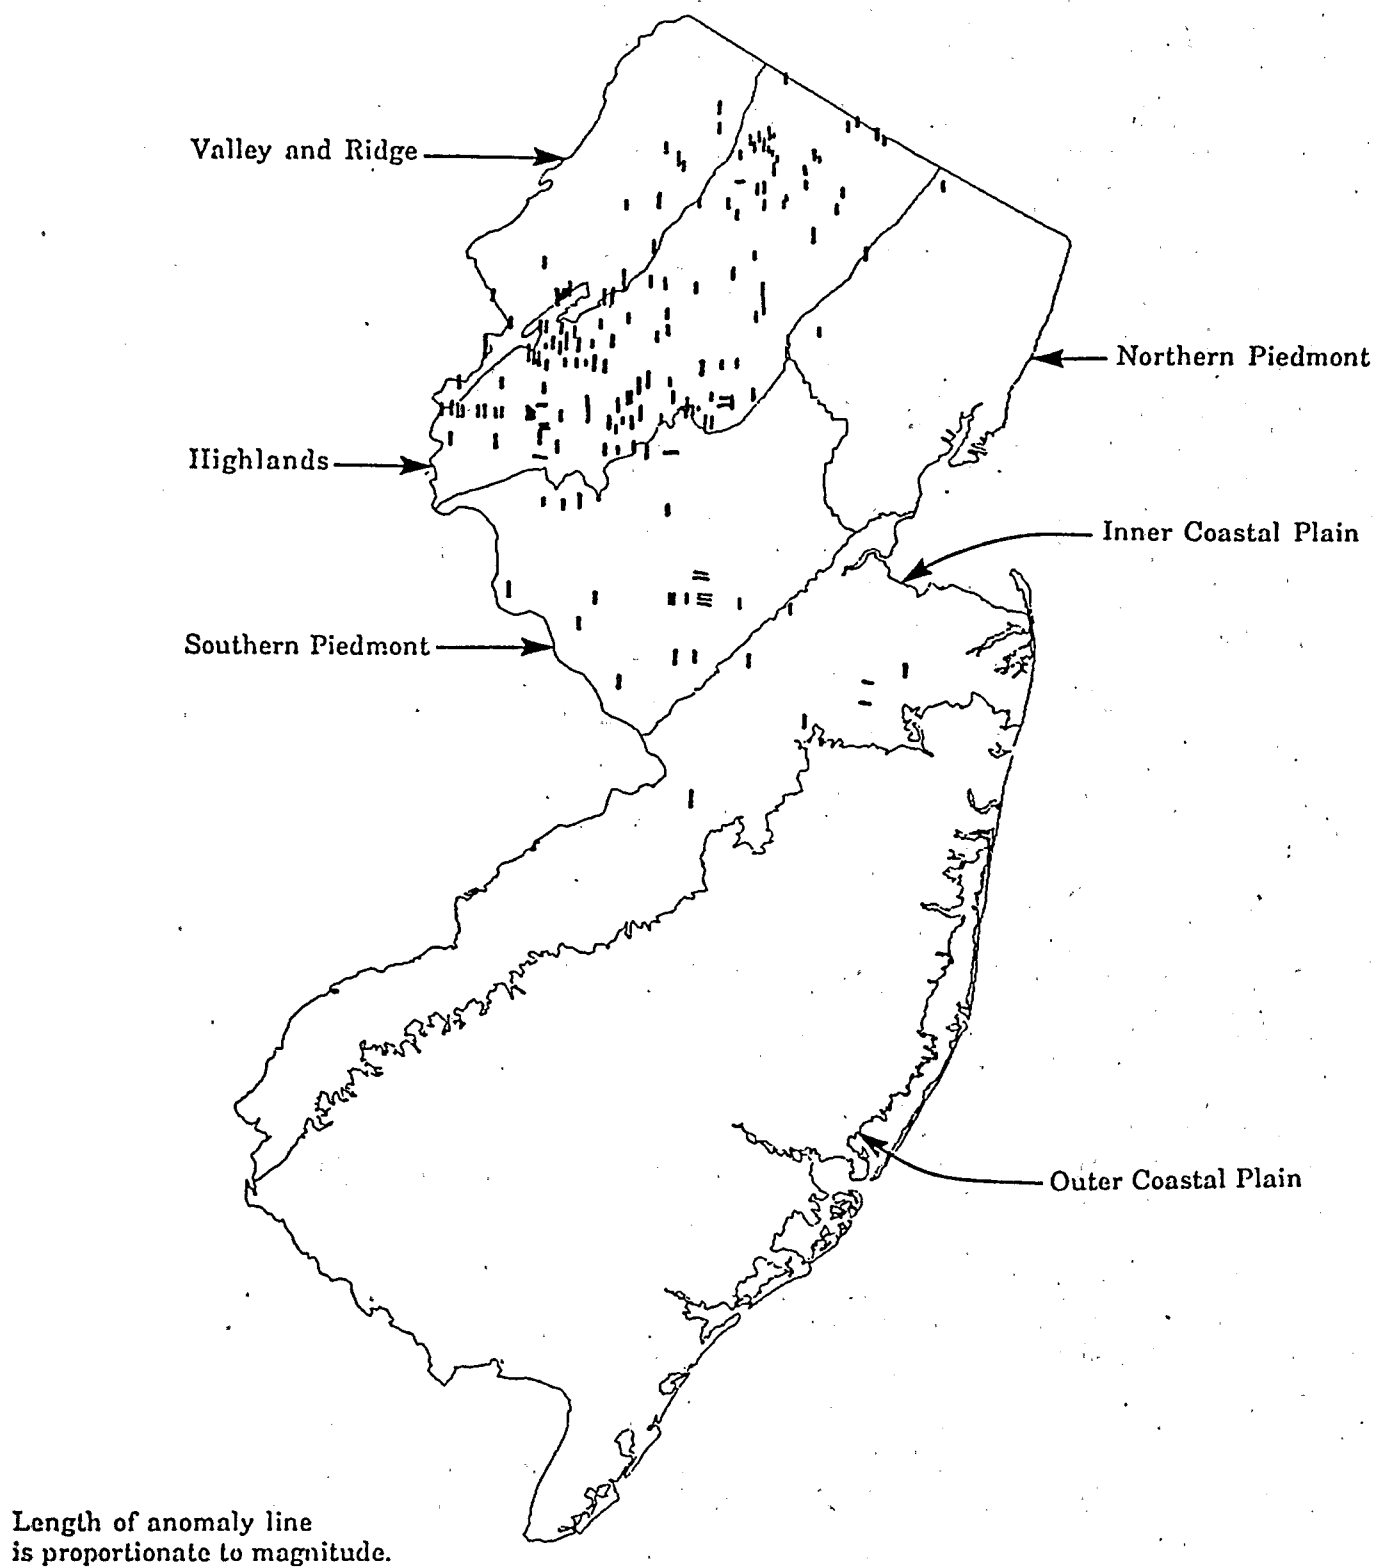 Valley and Ridge
Northern Piedmont
Highlands
Inner Coastal Plain
Southern Piedmont
Outer Coastal Plain
Length of anomaly line
is proportionate to magnitude.